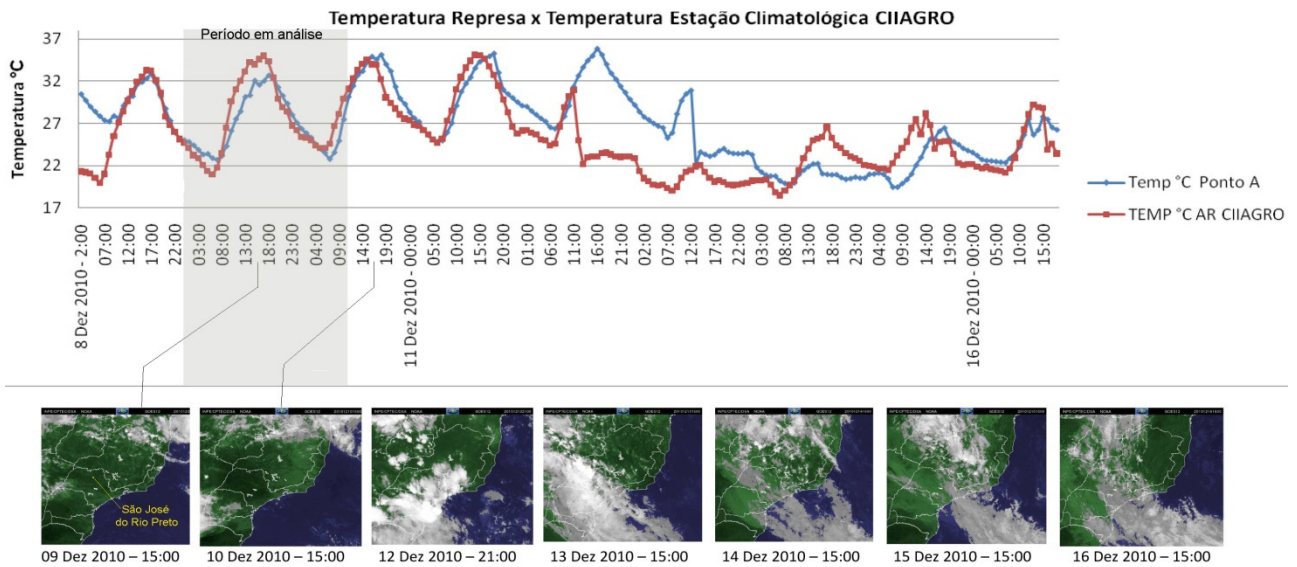 Temperatura Represa x Temperatura Estação Climatológica CIIAGRO
Período em análise
Temperatura °C
37
32
27
22
17
8 Dez 2010 - 2:00
07:00
12:00
17:00
22:00
03:00
08:00
13:00
18:00
23:00
04:00
09:00
14:00
19:00
11 Dez 2010 - 00:00
05:00
10:00
15:00
20:00
01:00
06:00
11:00
16:00
21:00
02:00
07:00
12:00
17:00
22:00
03:00
08:00
13:00
18:00
23:00
04:00
09:00
14:00
19:00
16 Dez 2010 - 00:00
05:00
10:00
15:00
Temp °C Ponto A
TEMP °C AR CIIAGRO
São José
do Rio Preto
09 Dez 2010 – 15:00
10 Dez 2010 – 15:00
12 Dez 2010 – 21:00
13 Dez 2010 – 15:00
14 Dez 2010 – 15:00
15 Dez 2010 – 15:00
16 Dez 2010 – 15:00